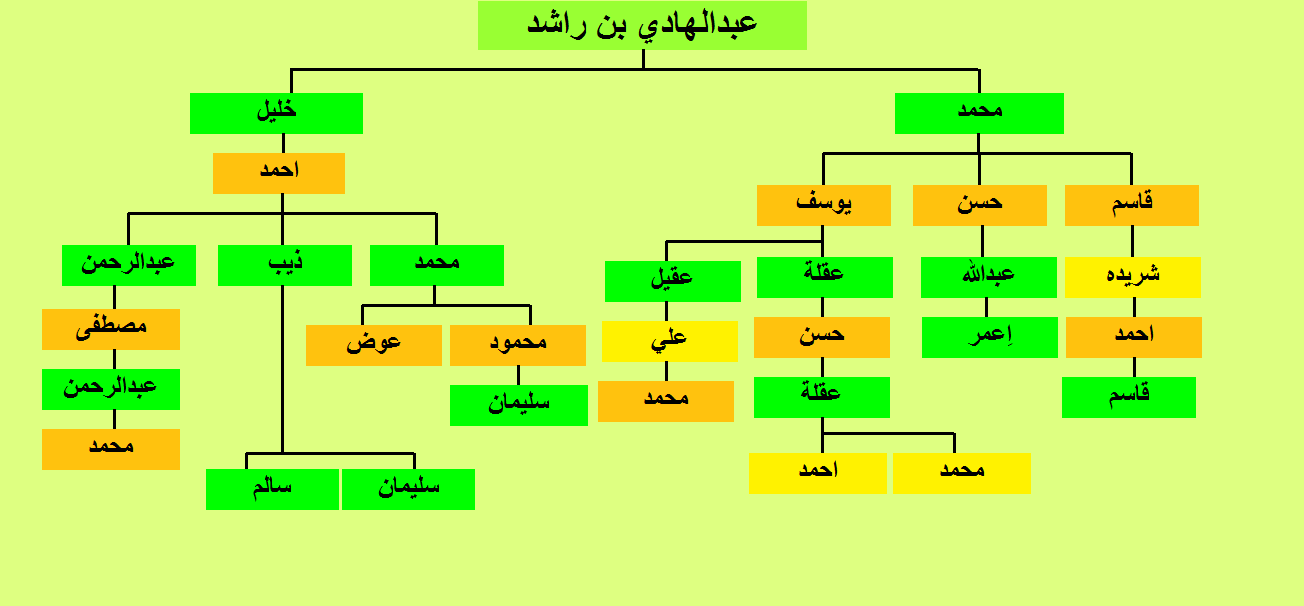 عبدالهادي بن راشد
محمد
خليل
احمد
قاسم
حسن
يوسف
محمد
ذيب
عبدالرحمن
شريده
عبدالله
عقلة
عقيل
احمد
إعمر
حسن
علي
محمود
عوض
مصطفى
قاسم
عقلة
محمد
سليمان
عبدالرحمن
محمد
احمد
محمد
سليمان
سالم